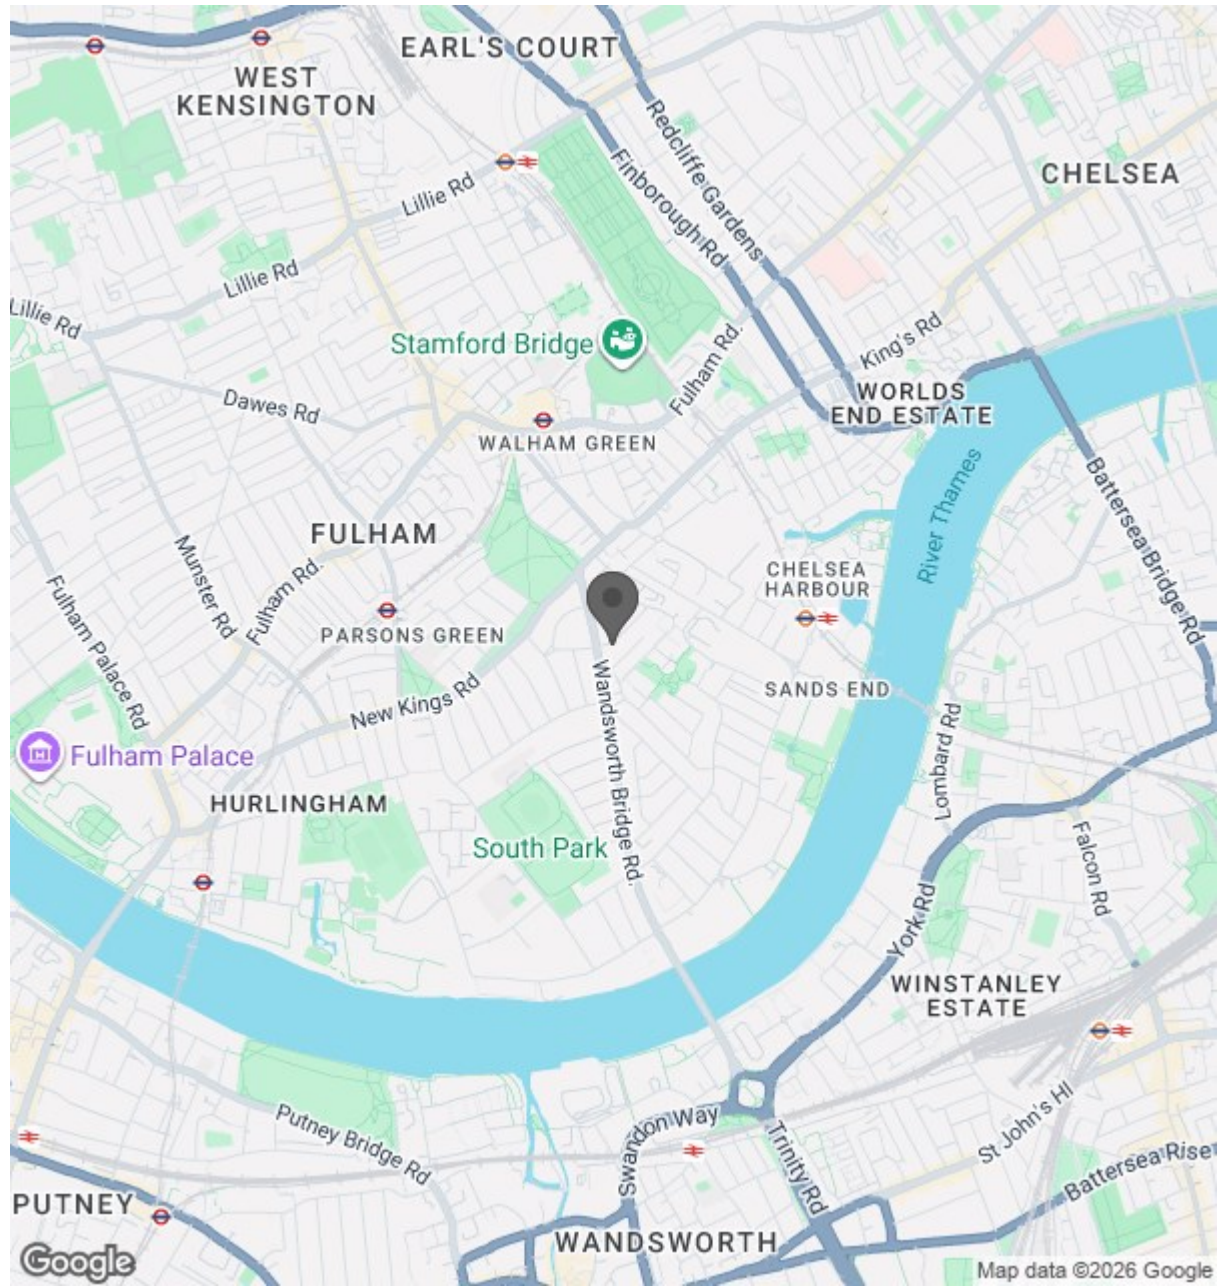 EARL'S COURT
WEST
KENSINGTON
Redcliffe Gardens
Finborough Rd
CHELSEA
Lillie Rd
Lillie Rd
Lillie Rd
Stamford Bridge
Fulham Rd.
King's Rd
WORLDS
END ESTATE
Dawes Rd
WALHAM GREEN
River Thames
Battersea Bridge Rd
FULHAM
Munster Rd
Fulham Rd.
CHELSEA
HARBOUR
Fulham Palace Rd
PARSONS GREEN
SANDS END
New Kings Rd
Wandsworth Bridge Rd.
Lombard Rd
Fulham Palace
HURLINGHAM
South Park
Falcon Rd
York Rd
WINSTANLEY
ESTATE
Putney Bridge Rd
Swandon Way
Trinity Rd
St John's Hl
Battersea Rise
PUTNEY
WANDSWORTH
Google
Map data ©2026 Google